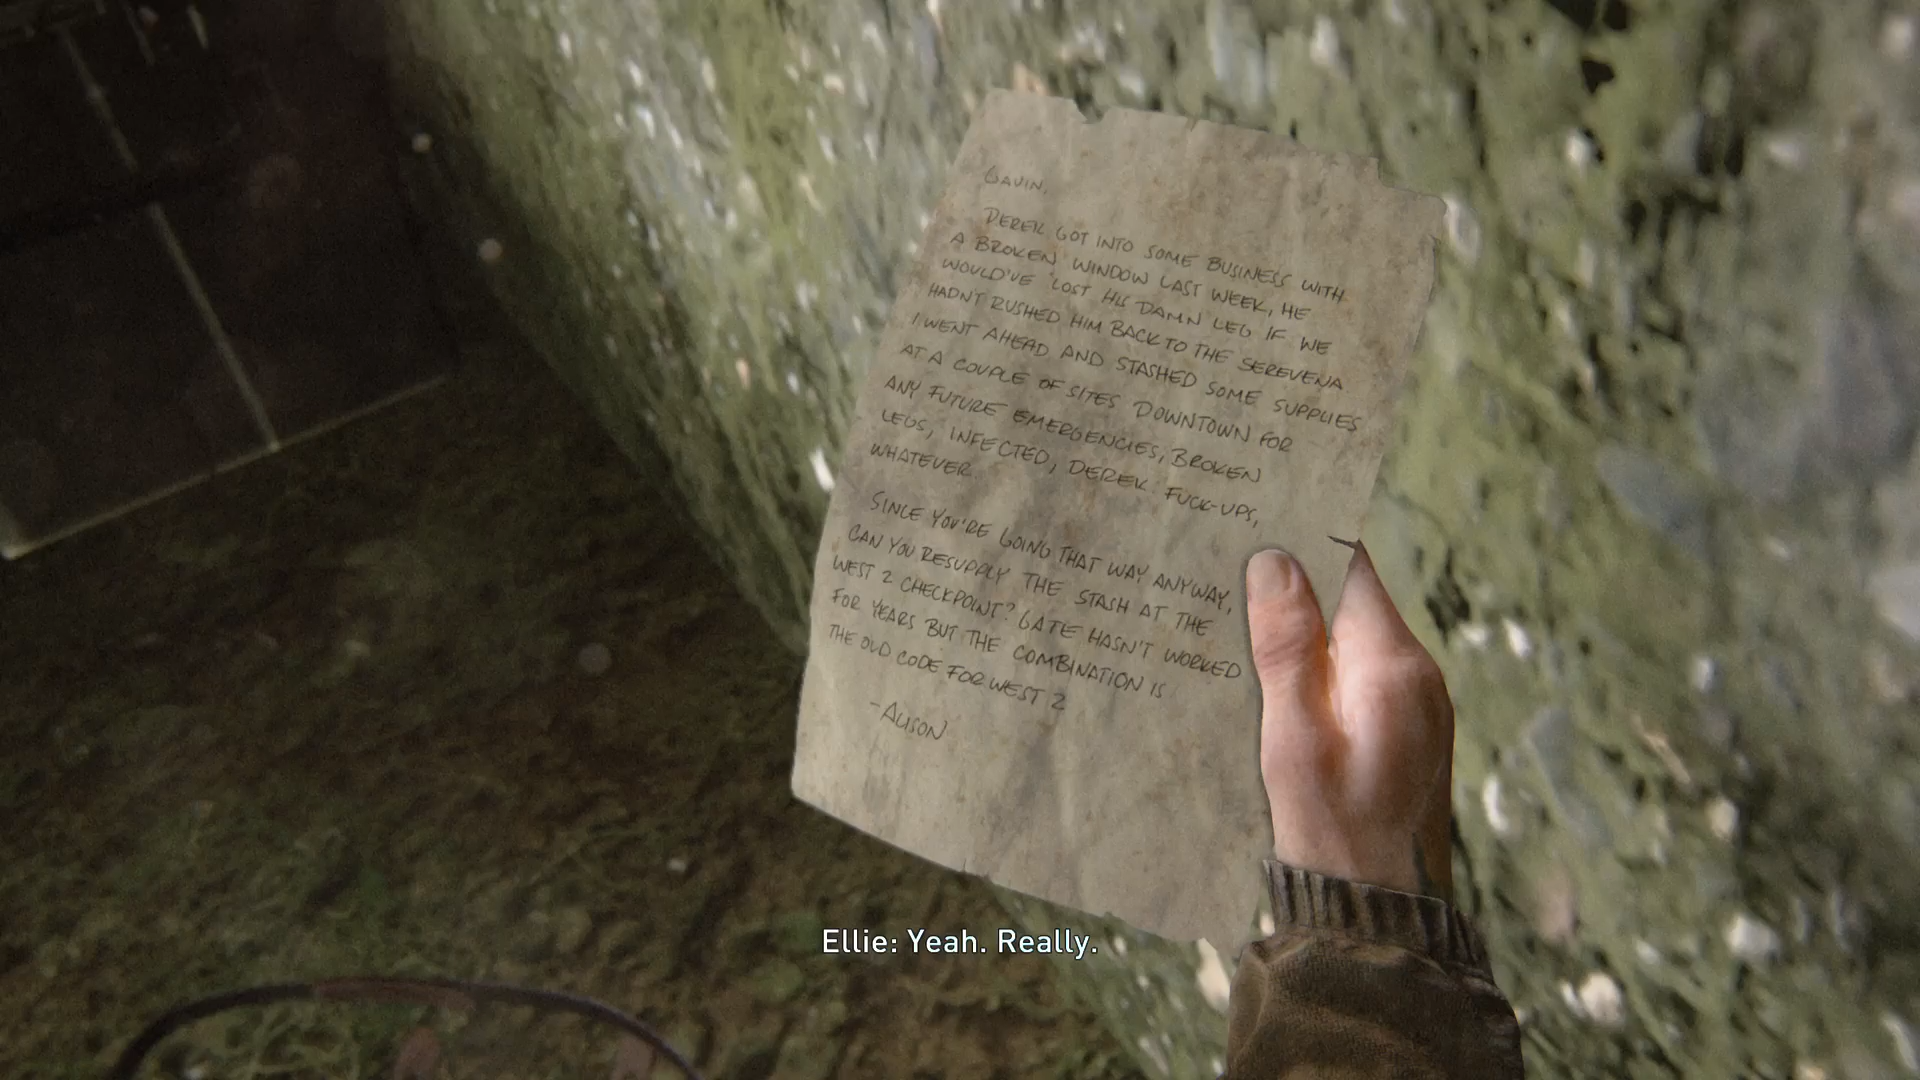 GAVIN,
DEREK GOT INTO SOME BUSINESS WITH
A BROKEN WINDOW LAST WEEK, HE
WOULD'VE LOST HIS DAMN LEG IF WE
HADN'T RUSHED HIM BACK TO THE SEREVENA
I WENT AHEAD AND STASHED SOME SUPPLIES
AT A COUPLE OF SITES DOWNTOWN FOR
ANY FUTURE EMERGENCIES, BROKEN
LEGS, INFECTED, DEREK FUCK-UPS,
WHATEVER
SINCE YOU'RE GOING THAT WAY ANYWAY,
CAN YOU RESUPPLY THE STASH AT THE
WEST 2 CHECKPOINT? GATE HASN'T WORKED
FOR YEARS BUT THE COMBINATION IS
THE OLD CODE FOR WEST 2
-ALISON
Ellie: Yeah. Really.